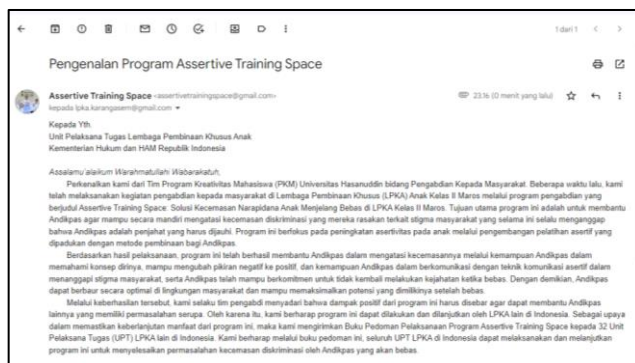 1 dari 1
Pengenalan Program Assertive Training Space
Assertive Training Space <assertivetrainingspace@gmail.com>
23.16 (0 menit yang lalu)
kepada lpka.karangasem@gmail.com
Kepada Yth.
Unit Pelaksana Tugas Lembaga Pembinaan Khusus Anak
Kementerian Hukum dan HAM Republik Indonesia
Assalamu'alaikum Warahmatullahi Wabarakatuh,
Perkenalkan kami dari Tim Program Kreativitas Mahasiswa (PKM) Universitas Hasanuddin bidang Pengabdian Kepada Masyarakat. Beberapa waktu lalu, kami
telah melaksanakan kegiatan pengabdian kepada masyarakat di Lembaga Pembinaan Khusus (LPKA) Anak Kelas II Maros melalui program pengabdian yang
berjudul Assertive Training Space: Solusi Kecemasan Narapidana Anak Menjelang Bebas di LPKA Kelas II Maros. Tujuan utama program ini adalah untuk membantu
Andikpas agar mampu secara mandiri mengatasi kecemasan diskriminasi yang mereka rasakan terkait stigma masyarakat yang selama ini selalu menganggap
bahwa Andikpas adalah penjahat yang harus dijauhi. Program ini berfokus pada peningkatan asertivitas pada anak melalui pengembangan pelatihan asertif yang
dipadukan dengan metode pembinaan bagi Andikpas.
Berdasarkan hasil pelaksanaan, program ini telah berhasil membantu Andikpas dalam mengatasi kecemasannya melalui kemampuan Andikpas dalam
memahami konsep dirinya, mampu mengubah pikiran negatif ke positif, dan kemampuan Andikpas dalam berkomunikasi dengan teknik komunikasi asertif dalam
menanggapi stigma masyarakat, serta Andikpas telah mampu berkomitmen untuk tidak kembali melakukan kejahatan ketika bebas. Dengan demikian, Andikpas
dapat berbaur secara optimal di lingkungan masyarakat dan mampu memaksimalkan potensi yang dimilikinya setelah bebas.
Melalui keberhasilan tersebut, kami selaku tim pengabdi menyadari bahwa dampak positif dari program ini harus disebar agar dapat membantu Andikpas
lainnya yang memiliki permasalahan serupa. Oleh karena itu, kami berharap program ini dapat dilakukan dan dilanjutkan oleh LPKA lain di Indonesia. Sebagai upaya
dalam memastikan keberlanjutan manfaat dari program ini, maka kami mengirimkan Buku Pedoman Pelaksanaan Program Assertive Training Space kepada 32 Unit
Pelaksana Tugas (UPT) LPKA lain di Indonesia. Kami berharap melalui buku pedoman ini, seluruh UPT LPKA di Indonesia dapat melaksanakan dan melanjutkan
program ini untuk menyelesaikan permasalahan kecemasan diskriminasi oleh Andikpas yang akan bebas.